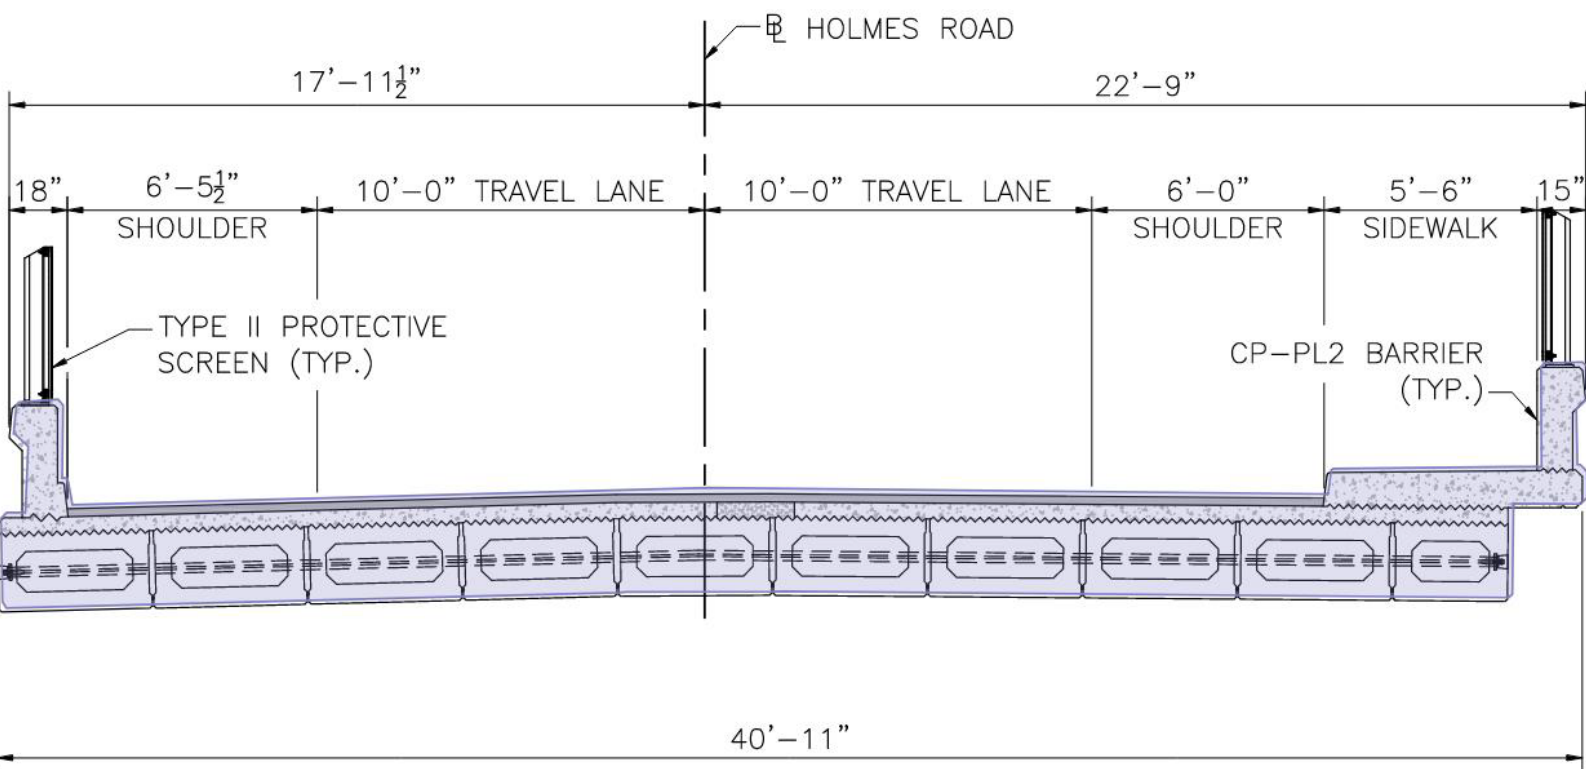 ℄ HOLMES ROAD
17'-11½" 22'-9"
18" 6'-5½" 10'-0" TRAVEL LANE 10'-0" TRAVEL LANE 6'-0" 5'-6" 15"
SHOULDER SHOULDER SIDEWALK
TYPE II PROTECTIVE
SCREEN (TYP.)
CP-PL2 BARRIER
(TYP.)
40'-11"